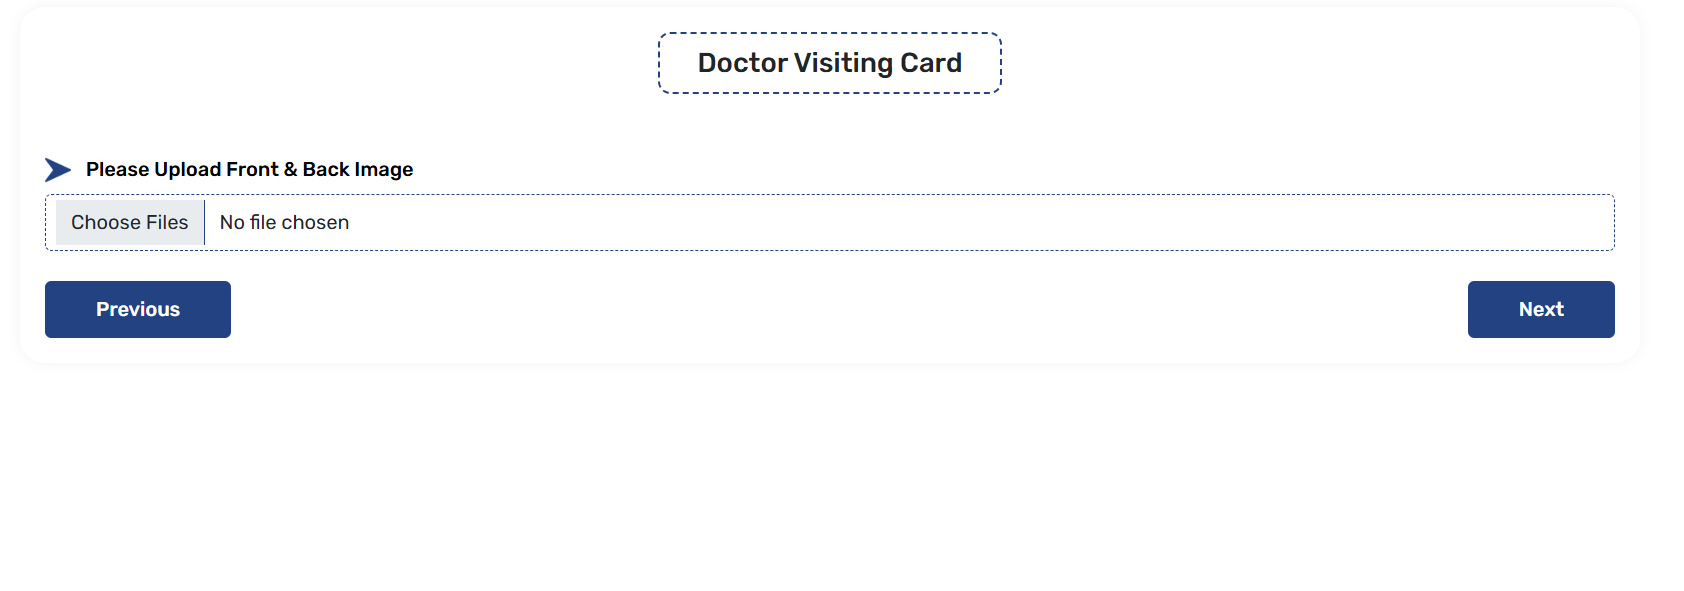 Doctor Visiting Card
Please Upload Front & Back Image
Choose Files No file chosen
Previous
Next